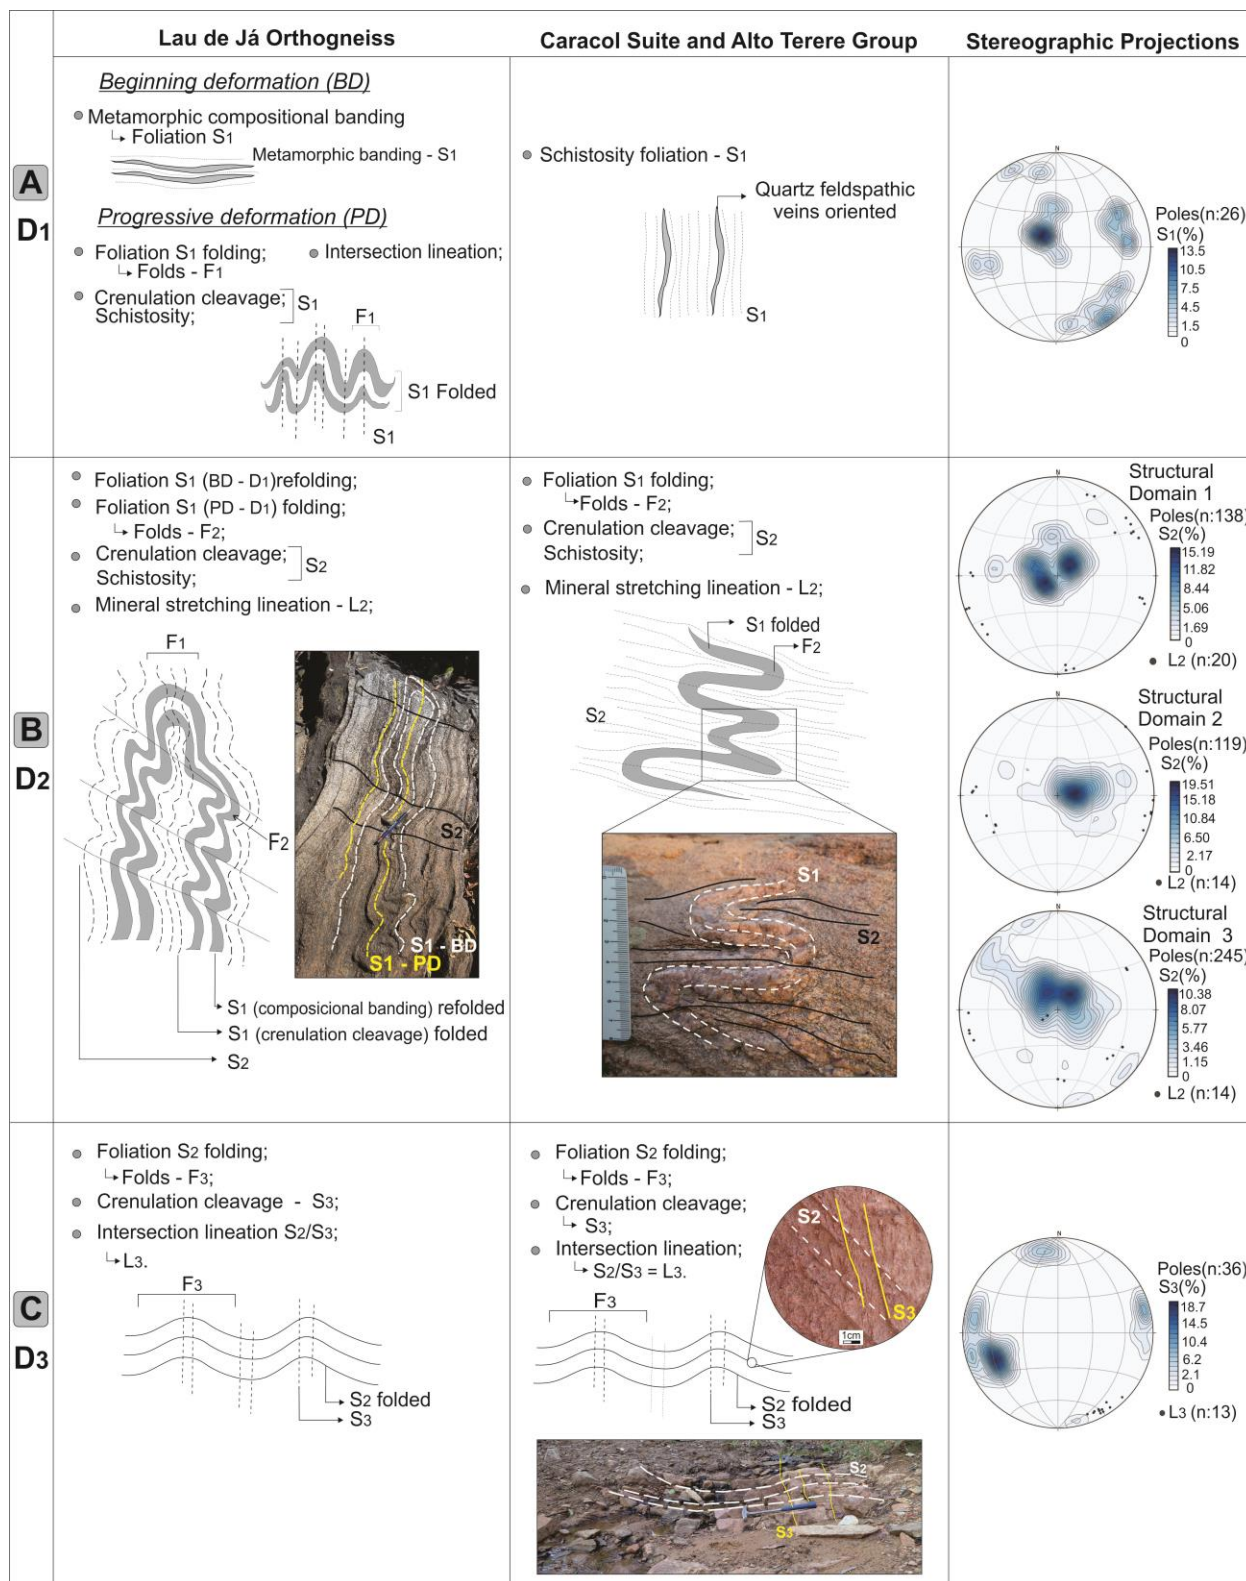 Lau de Já Orthogneiss
Caracol Suite and Alto Terere Group
Stereographic Projections
A
D1
Beginning deformation (BD)
Metamorphic compositional banding
Foliation S1
Metamorphic banding - S1
Progressive deformation (PD)
Foliation S1 folding;
Folds - F1
Intersection lineation;
Crenulation cleavage;
Schistosity;
S1
F1
S1 Folded
S1
Schistosity foliation - S1
Quartz feldspathic
veins oriented
S1
N
Poles(n:26)
S1(%)
13.5
10.5
7.5
4.5
1.5
0
B
D2
Foliation S1 (BD - D1)refolding;
Foliation S1 (PD - D1) folding;
Folds - F2;
Crenulation cleavage;
Schistosity;
S2
Mineral stretching lineation - L2;
F1
F2
S2
S1 - BD
S1 - PD
S1 (composicional banding) refolded
S1 (crenulation cleavage) folded
S2
Foliation S1 folding;
Folds - F2;
Crenulation cleavage;
Schistosity;
S2
Mineral stretching lineation - L2;
S1 folded
F2
S2
S1
S2
N
Structural
Domain 1
Poles(n:138)
S2(%)
15.19
11.82
8.44
5.06
1.69
0
L2 (n:20)
N
Structural
Domain 2
Poles(n:119)
S2(%)
19.51
15.18
10.84
6.50
2.17
0
L2 (n:14)
N
Structural
Domain 3
Poles(n:245)
S2(%)
10.38
8.07
5.77
3.46
1.15
0
L2 (n:14)
C
D3
Foliation S2 folding;
Folds - F3;
Crenulation cleavage - S3;
Intersection lineation S2/S3;
L3.
F3
S2 folded
S3
Foliation S2 folding;
Folds - F3;
Crenulation cleavage;
S3;
Intersection lineation;
S2/S3 = L3.
F3
S2
S3
1cm
S2 folded
S3
S2
S3
N
Poles(n:36)
S3(%)
18.7
14.5
10.4
6.2
2.1
0
L3 (n:13)